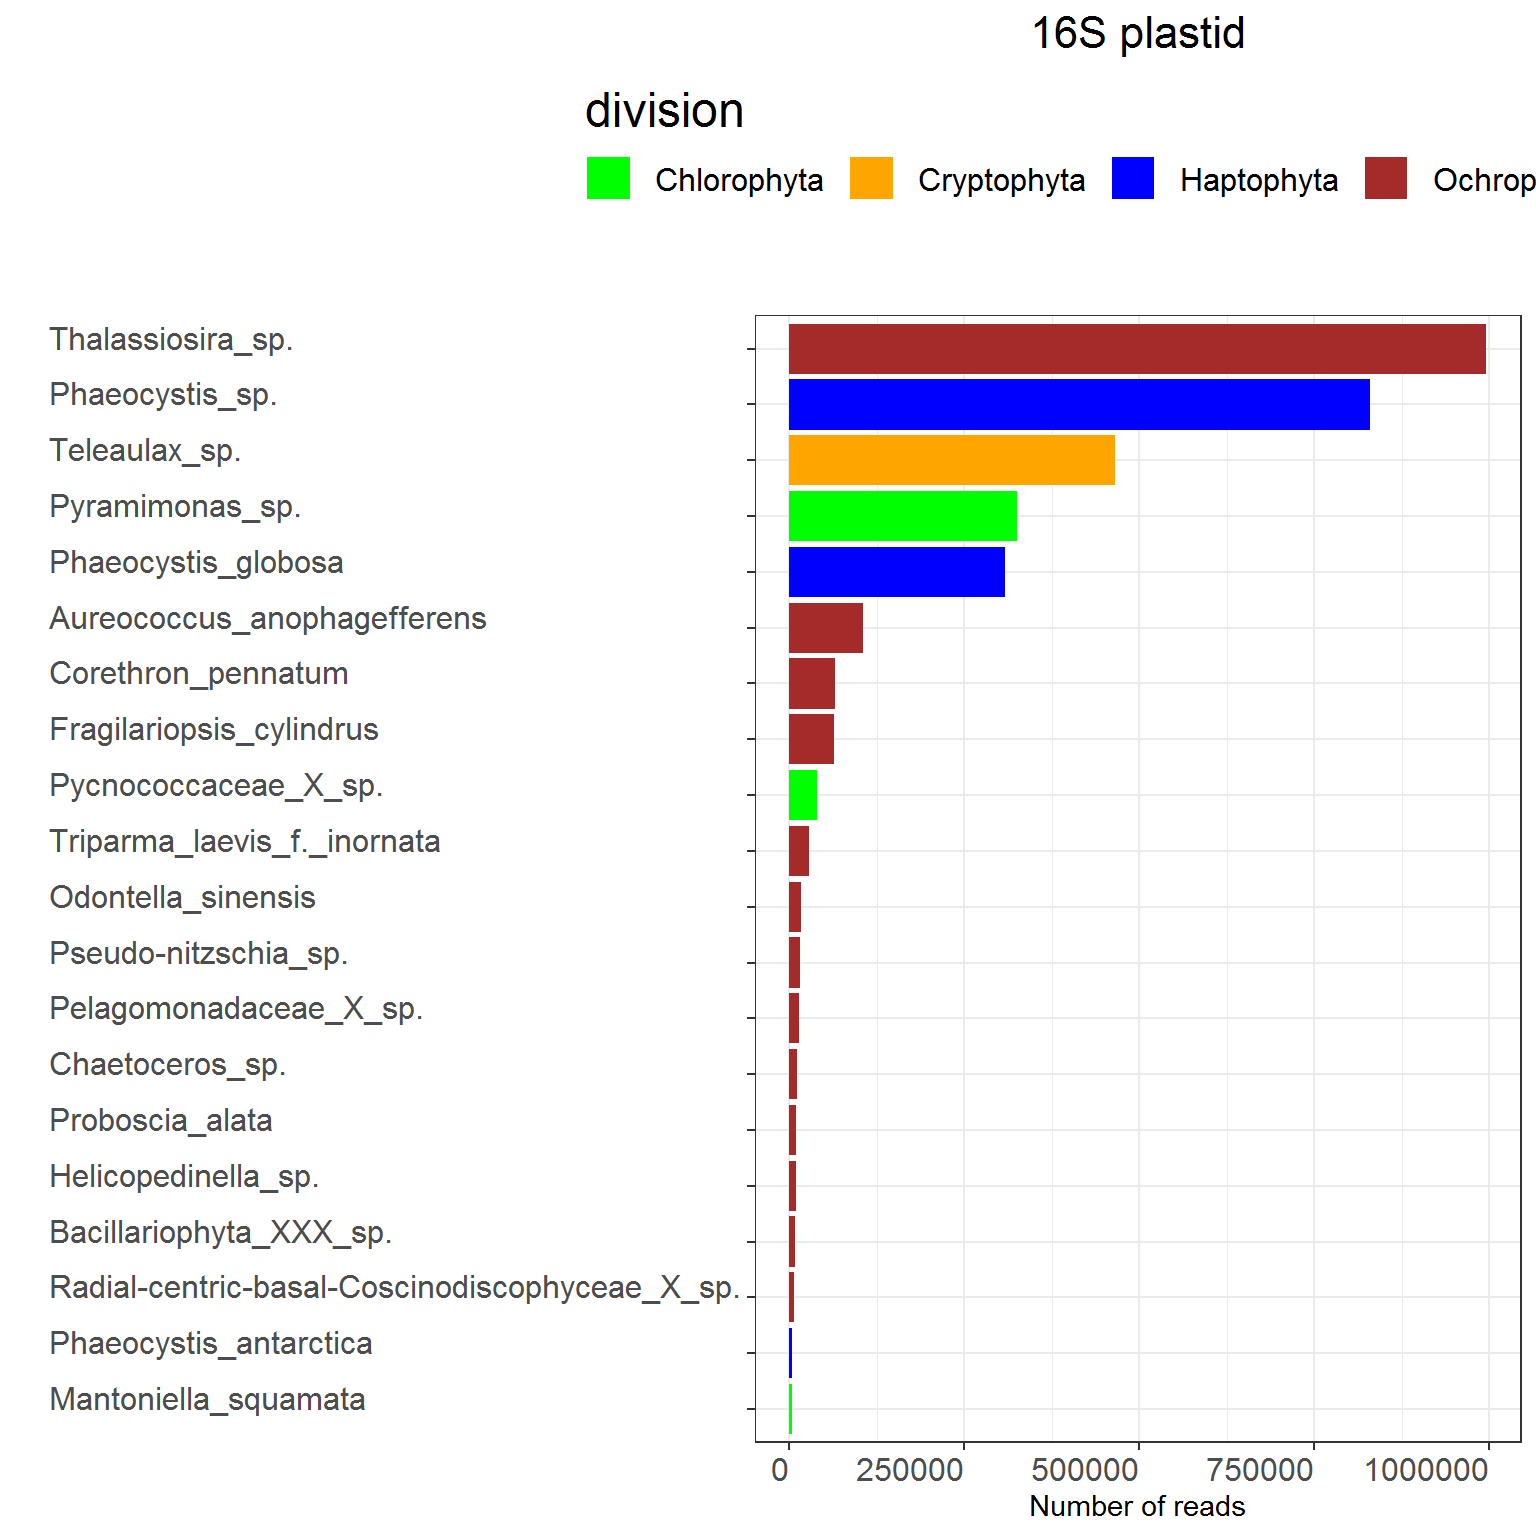 16S plastid
division
Chlorophyta Cryptophyta Haptophyta Ochrop
Thalassiosira_sp.
Phaeocystis_sp.
Teleaulax_sp.
Pyramimonas_sp.
Phaeocystis_globosa
Aureococcus_anophagefferens
Corethron_pennatum
Fragilariopsis_cylindrus
Pycnococcaceae_X_sp.
Triparma_laevis_f._inornata
Odontella_sinensis
Pseudo-nitzschia_sp.
Pelagomonadaceae_X_sp.
Chaetoceros_sp.
Proboscia_alata
Helicopedinella_sp.
Bacillariophyta_XXX_sp.
Radial-centric-basal-Coscinodiscophyceae_X_sp.
Phaeocystis_antarctica
Mantoniella_squamata
0 250000 500000 750000 1000000
Number of reads